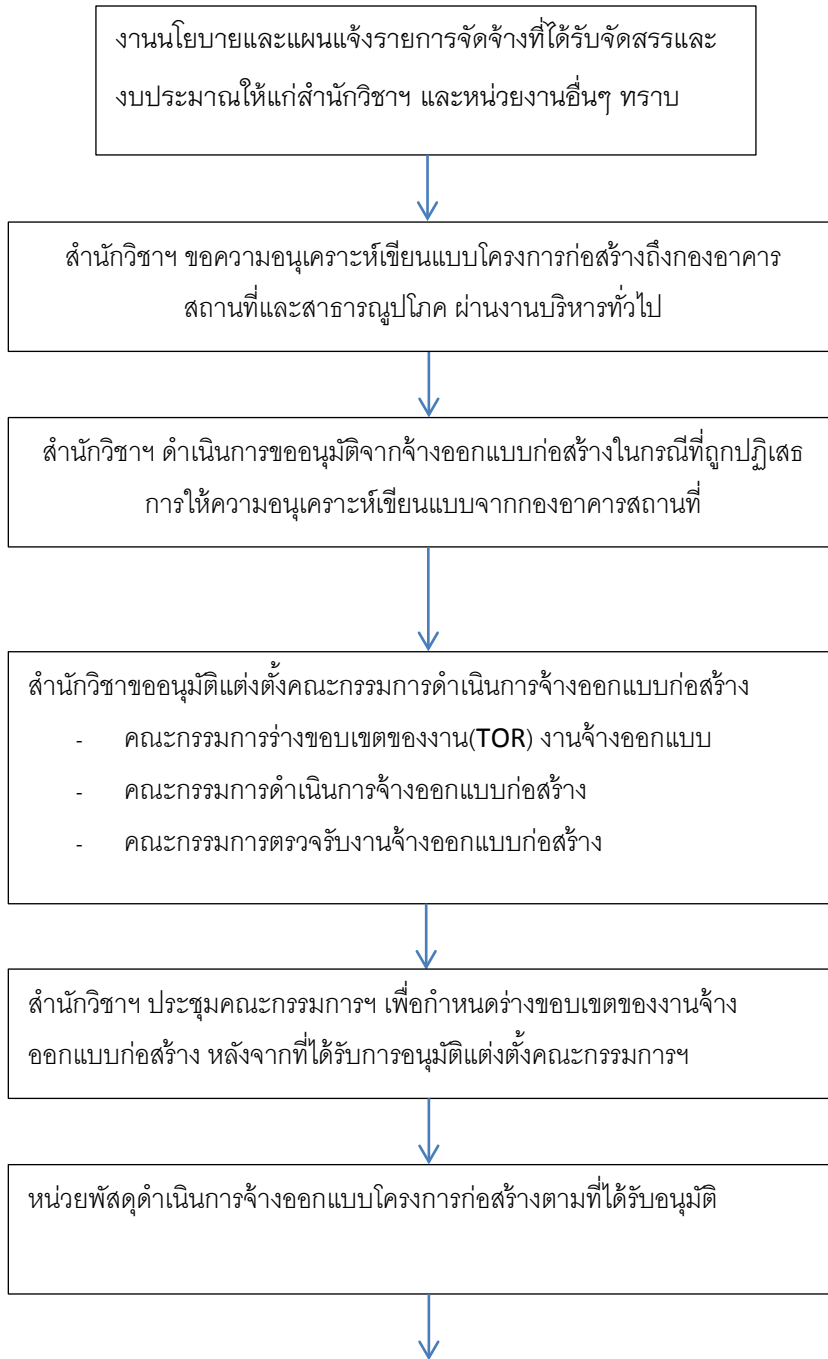 งานนโยบายและแผนแจ้งรายการจัดจ้างที่ได้รับจัดสรรและ
งบประมาณให้แก่สำนักวิชาฯ และหน่วยงานอื่นๆ ทราบ
สำนักวิชาฯ ขอความอนุเคราะห์เขียนแบบโครงการก่อสร้างถึงกองอาคาร
สถานที่และสาธารณูปโภค ผ่านงานบริหารทั่วไป
สำนักวิชาฯ ดำเนินการขออนุมัติจากจ้างออกแบบก่อสร้างในกรณีที่ถูกปฏิเสธ
การให้ความอนุเคราะห์เขียนแบบจากกองอาคารสถานที่
สำนักวิชาขออนุมัติแต่งตั้งคณะกรรมการดำเนินการจ้างออกแบบก่อสร้าง
- คณะกรรมการร่างขอบเขตของงาน(TOR) งานจ้างออกแบบ
- คณะกรรมการดำเนินการจ้างออกแบบก่อสร้าง
- คณะกรรมการตรวจรับงานจ้างออกแบบก่อสร้าง
สำนักวิชาฯ ประชุมคณะกรรมการฯ เพื่อกำหนดร่างขอบเขตของงานจ้าง
ออกแบบก่อสร้าง หลังจากที่ได้รับการอนุมัติแต่งตั้งคณะกรรมการฯ
หน่วยพัสดุดำเนินการจ้างออกแบบโครงการก่อสร้างตามที่ได้รับอนุมัติ